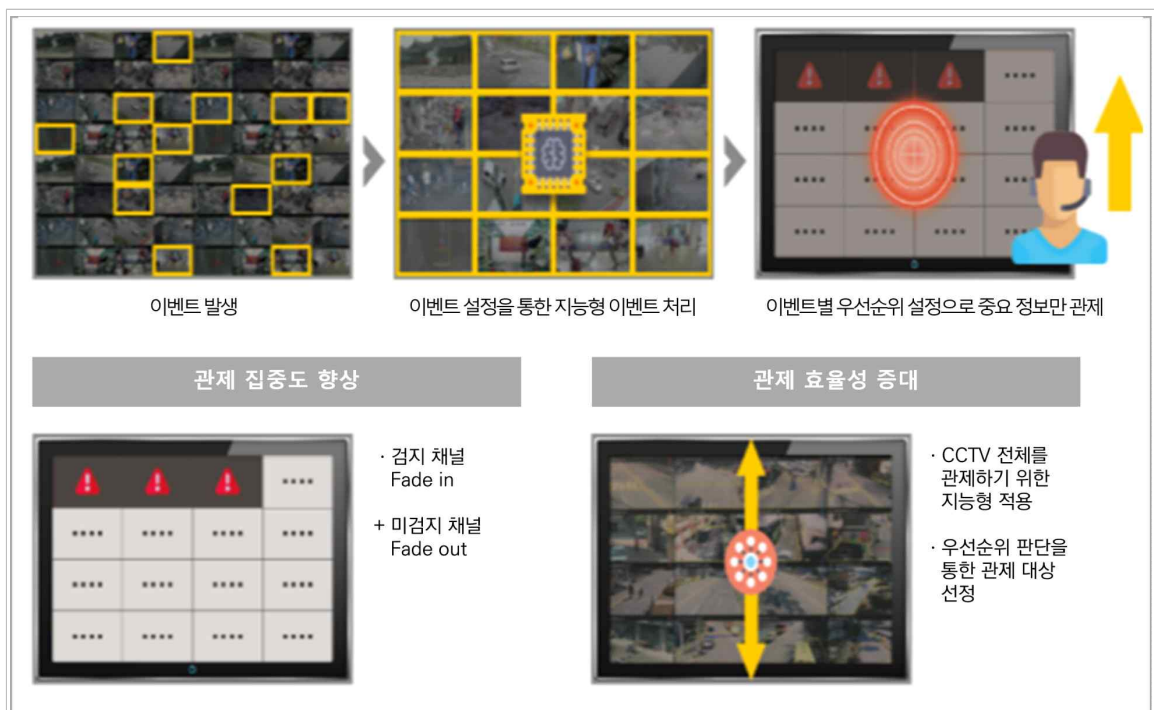 이벤트 발생
이벤트 설정을 통한 지능형 이벤트 처리
이벤트별 우선순위 설정으로 중요 정보만 관제
관제 집중도 향상
관제 효율성 증대
· 검지 채널
Fade in
+ 미검지 채널
Fade out
· CCTV 전체를
관제하기 위한
지능형 적용
· 우선순위 판단을
통한 관제 대상
선정